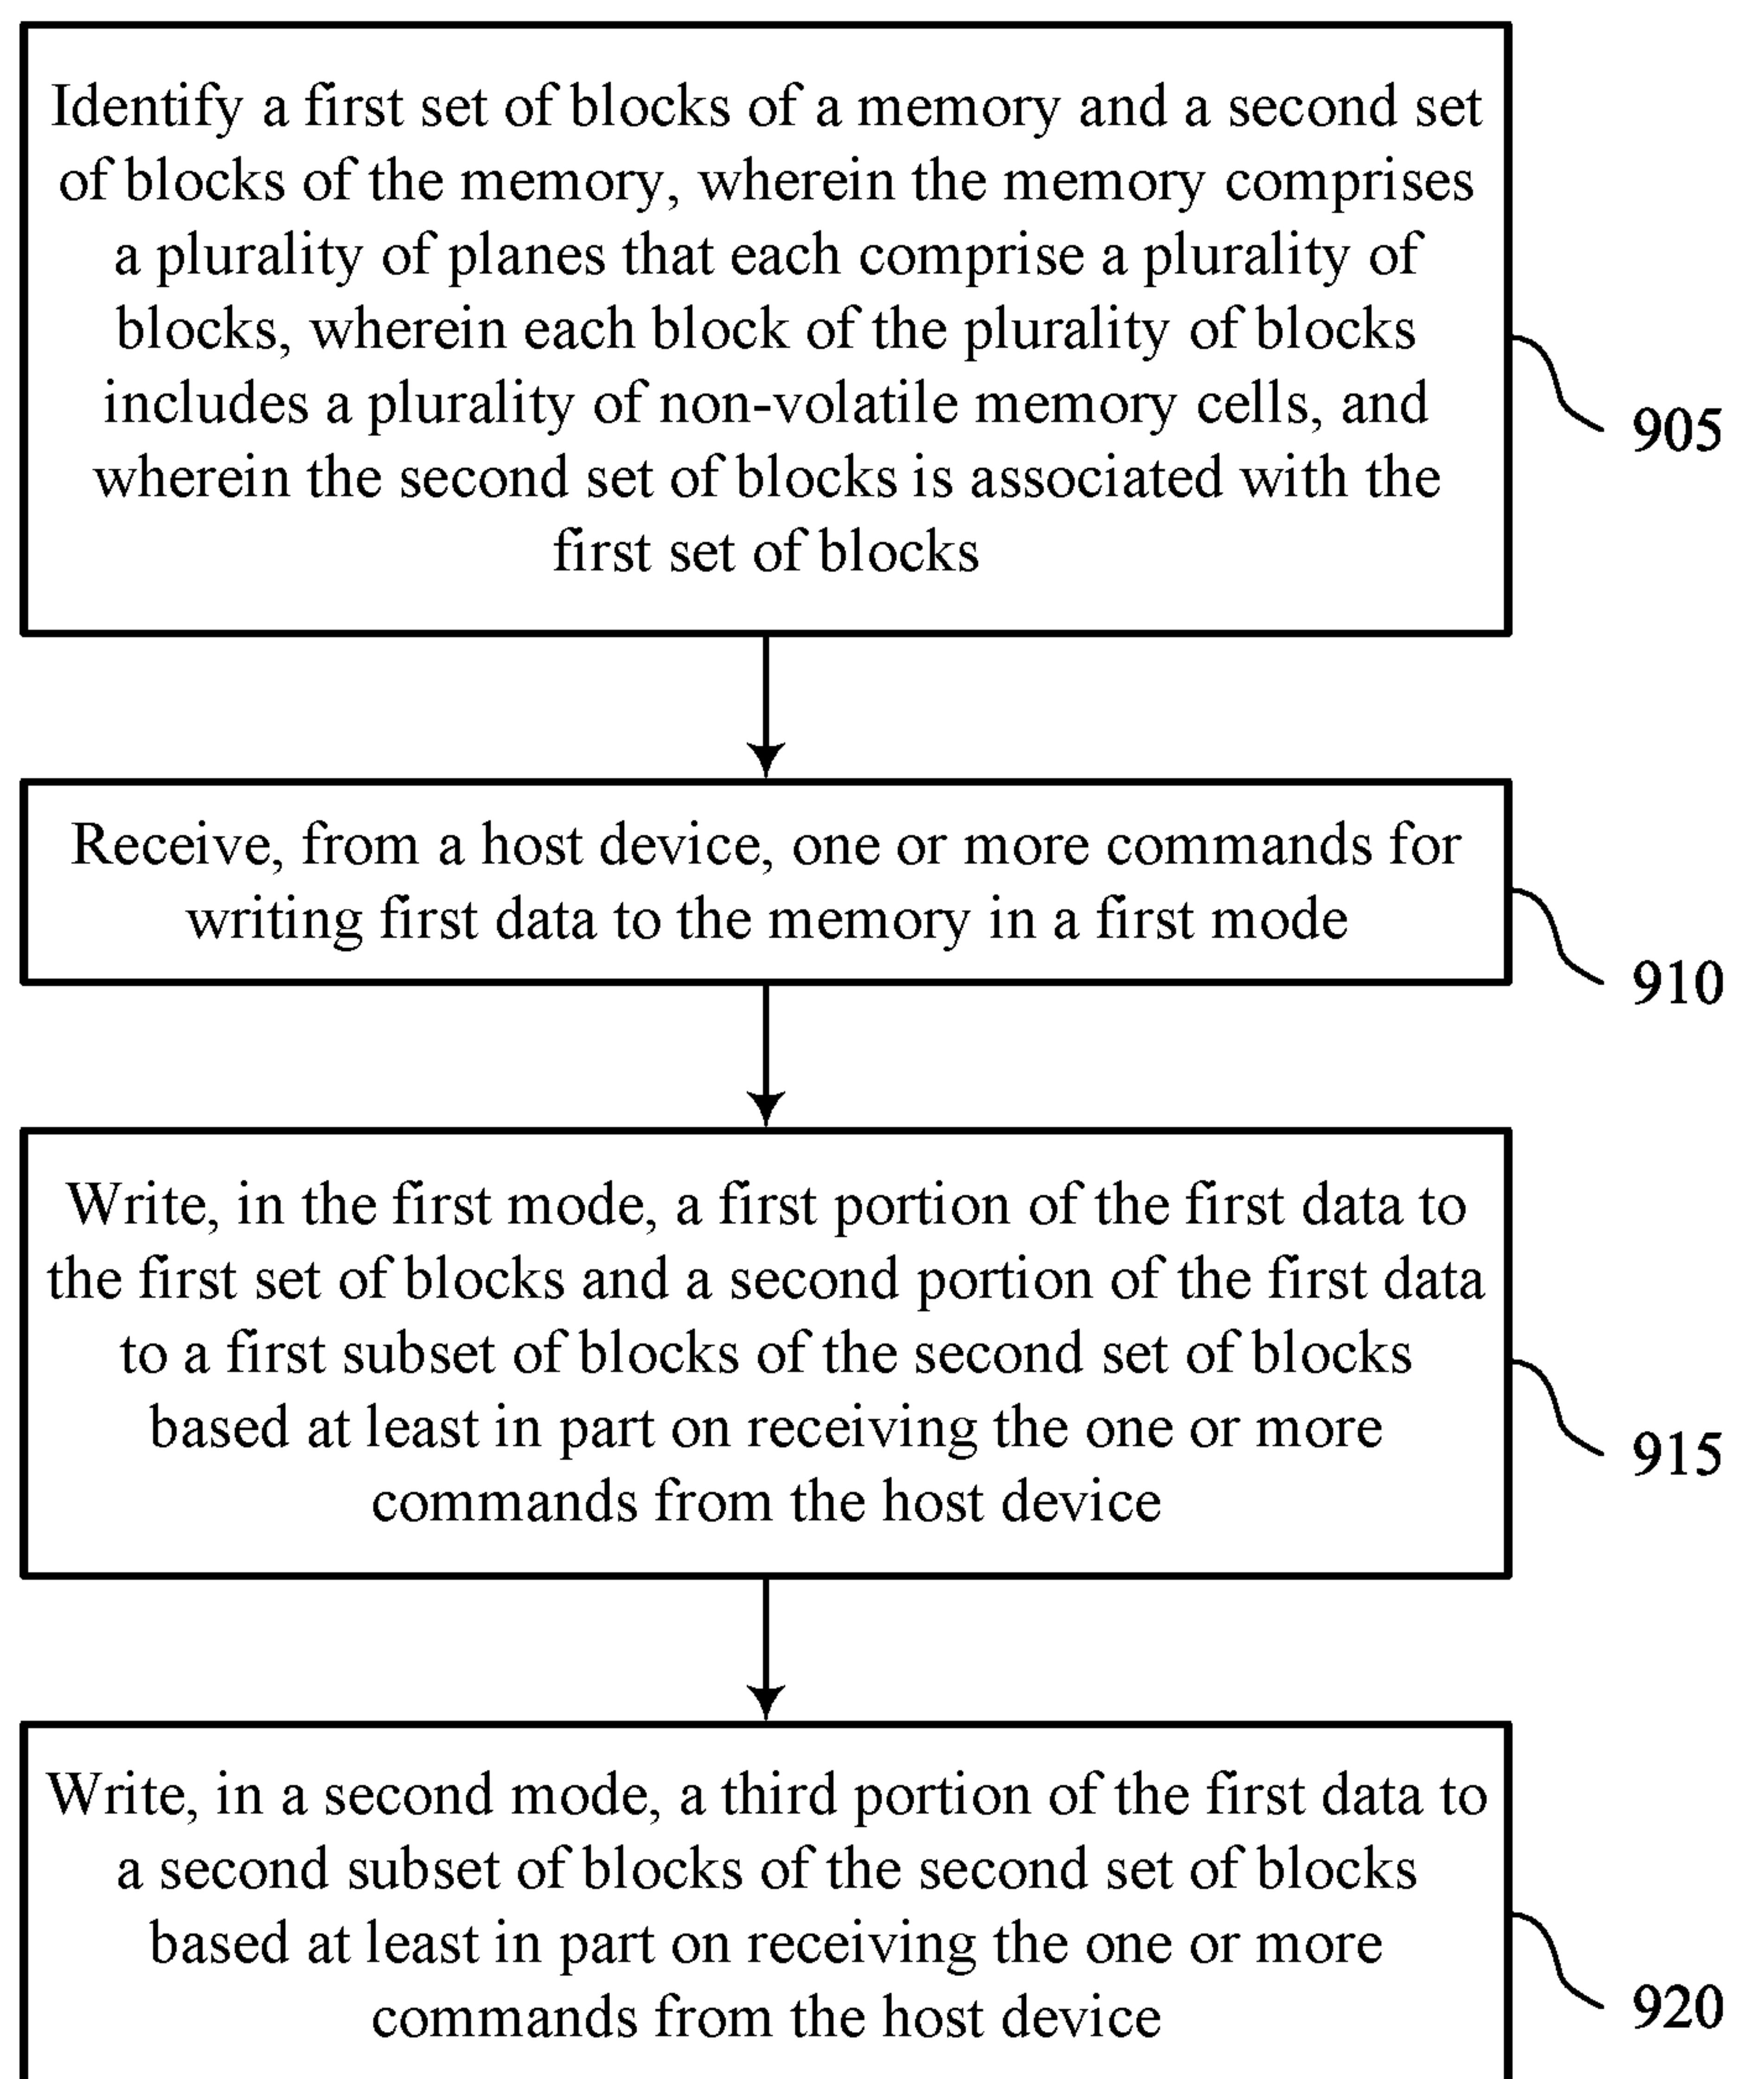 Identify a first set of blocks of a memory and a second set
of blocks of the memory, wherein the memory comprises
a plurality of planes that each comprise a plurality of
blocks, wherein each block of the plurality of blocks
includes a plurality of non-volatile memory cells, and
wherein the second set of blocks is associated with the
first set of blocks
905
Receive, from a host device, one or more commands for
writing first data to the memory in a first mode
910
Write, in the first mode, a first portion of the first data to
the first set of blocks and a second portion of the first data
to a first subset of blocks of the second set of blocks
based at least in part on receiving the one or more
commands from the host device
915
Write, in a second mode, a third portion of the first data to
a second subset of blocks of the second set of blocks
based at least in part on receiving the one or more
commands from the host device
920